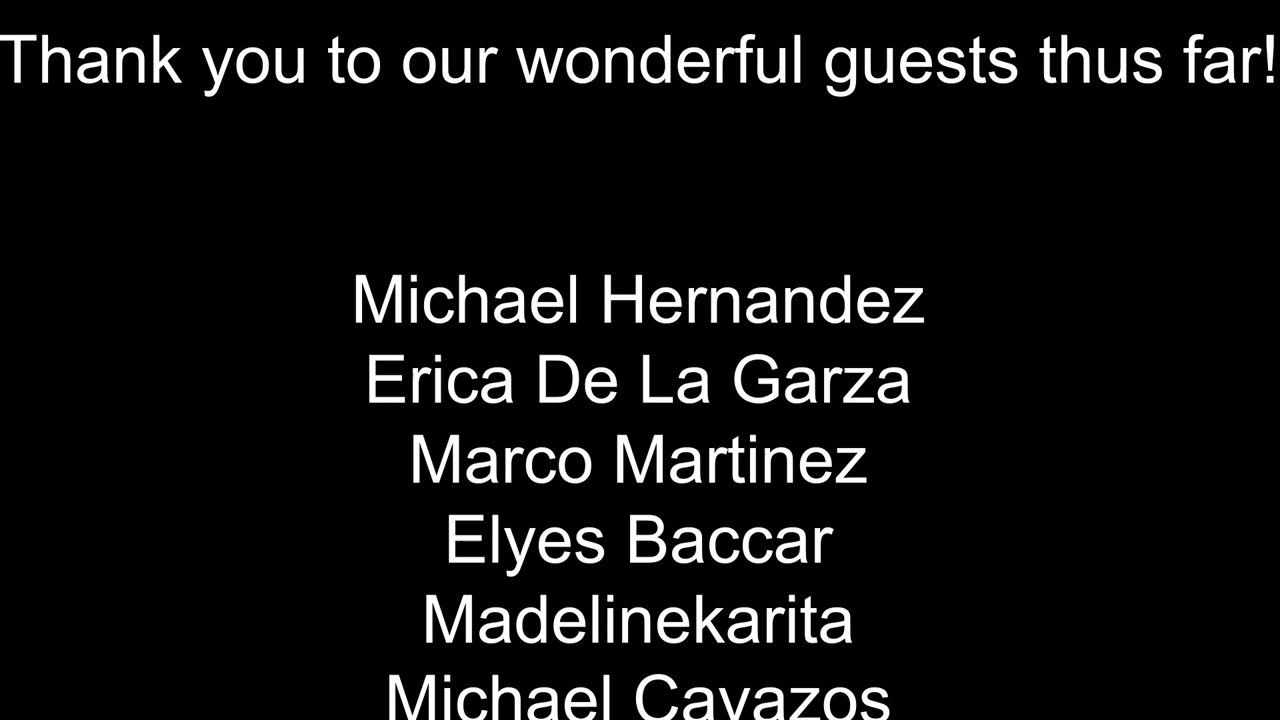 Thank you to our wonderful guests thus far!
Michael Hernandez
Erica De La Garza
Marco Martinez
Elyes Baccar
Madelinekarita
Michael Cavazos